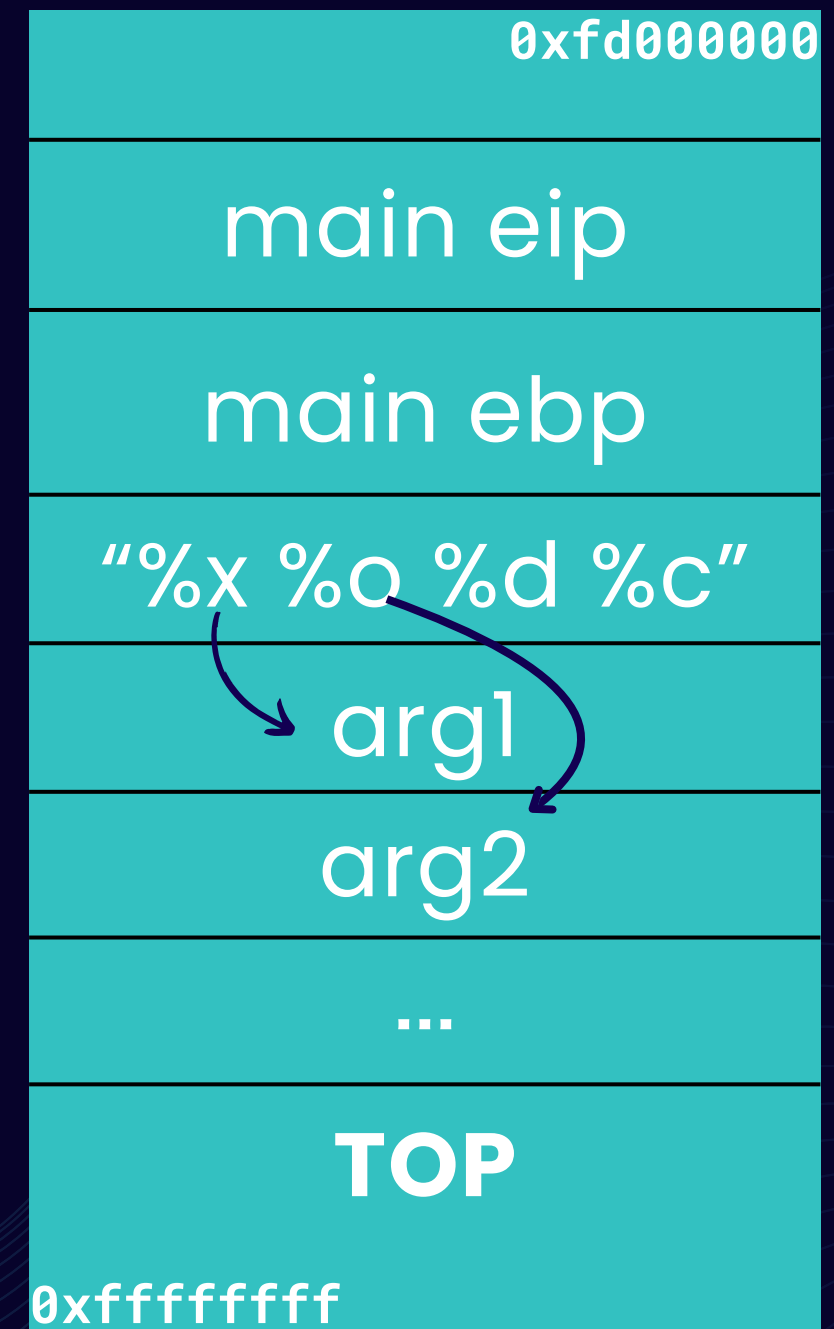 0xfd000000
main eip
main ebp
“%x %o %d %c”
arg1
arg2
...
TOP
0xffffffff